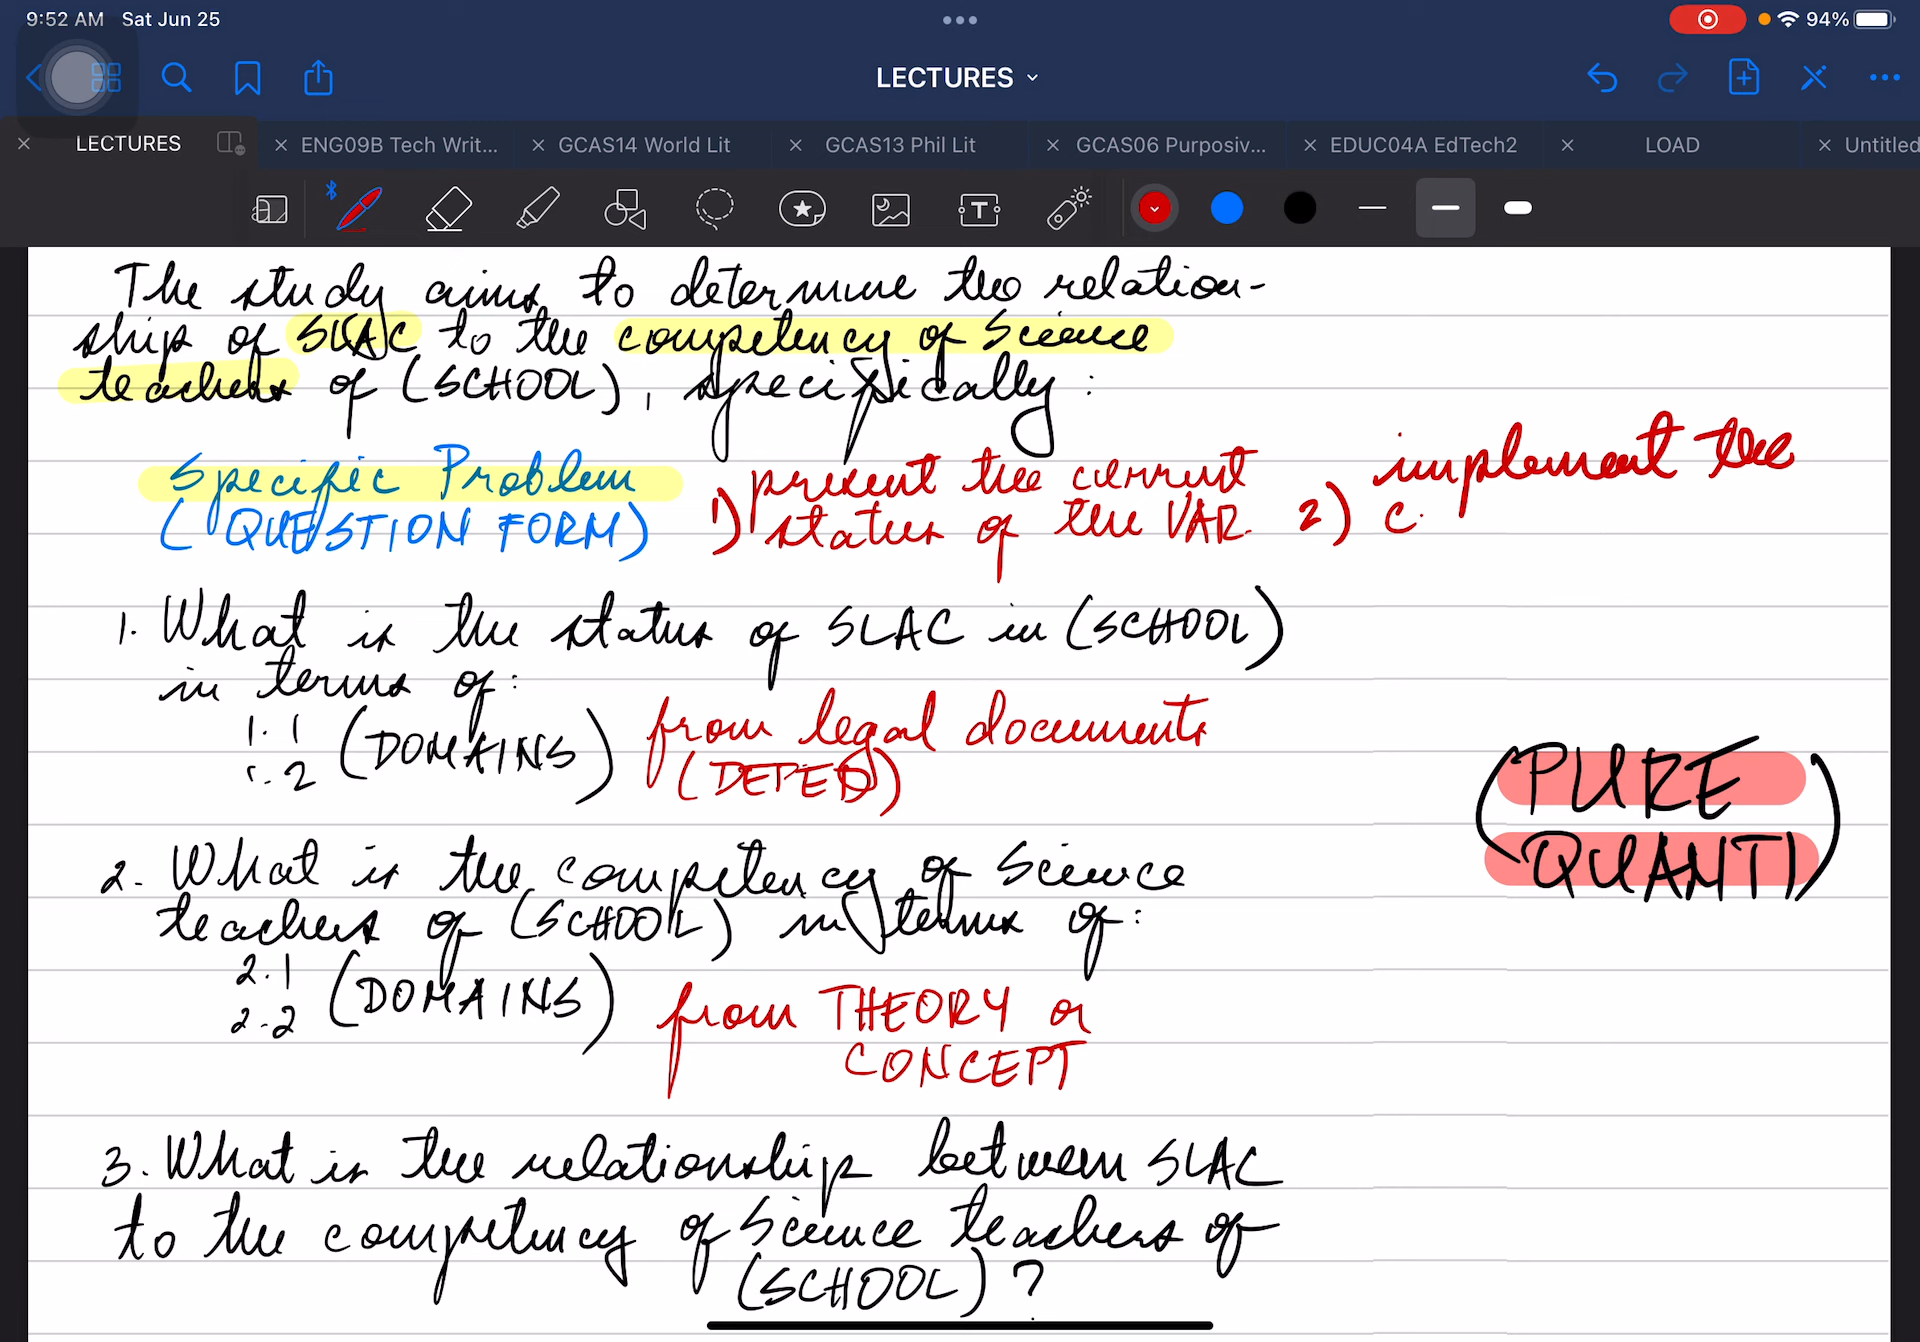 9:52 AM Sat Jun 25
94%
LECTURES
LECTURES
ENG09B Tech Writ...
GCAS14 World Lit
GCAS13 Phil Lit
GCAS06 Purposiv...
EDUC04A EdTech2
LOAD
Untitled
The study aims to determine the relation-
ship of SLAC to the competency of Science
teachers of (SCHOOL), specifically:
Specific Problem
(QUESTION FORM)
1) present the current
status of the VAR.
2) implement the
c.
1. What is the status of SLAC in (SCHOOL)
in terms of:
1.1
1.2 (DOMAINS)
from legal documents
(DEPED)
(PURE
QUANTI)
2. What is the competency of Science
teachers of (SCHOOL) in terms of:
2.1
2.2 (DOMAINS)
from THEORY or
CONCEPT
3. What is the relationship between SLAC
to the competency of Science teachers of
(SCHOOL)?